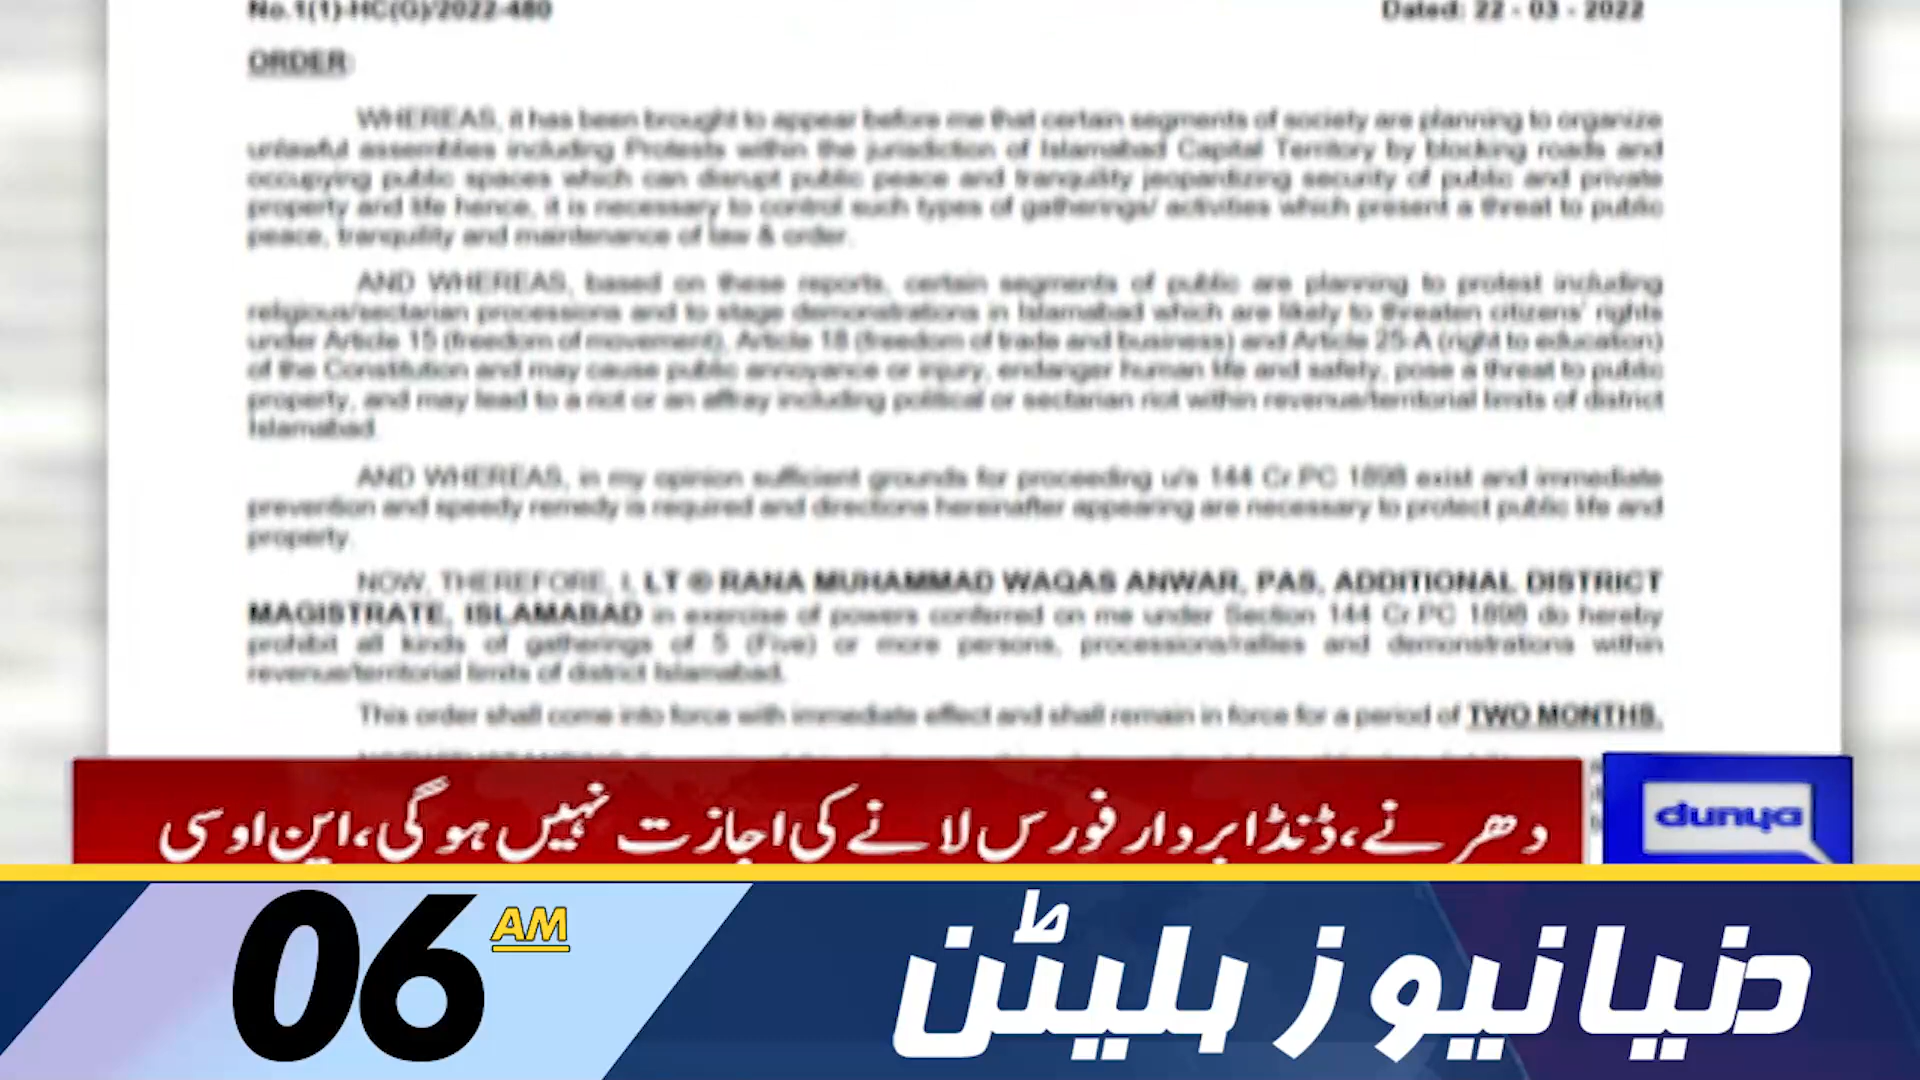 No.1(1)-HC(G)/2022-480 Dated: 22 - 03 - 2022
ORDER:
WHEREAS, it has been brought to appear before me that certain segments of society are planning to organize
unlawful assemblies including Protests within the jurisdiction of Islamabad Capital Territory by blocking roads and
occupying public spaces which can disrupt public peace and tranquility jeopardizing security of public and private
property and life hence, it is necessary to control such types of gatherings/ activities which present a threat to public
peace, tranquility and maintenance of law & order.
AND WHEREAS, based on these reports, certain segments of public are planning to protest including
religious/sectarian processions and to stage demonstrations in Islamabad which are likely to threaten citizens' rights
under Article 15 (freedom of movement), Article 18 (freedom of trade and business) and Article 25-A (right to education)
of the Constitution and may cause public annoyance or injury, endanger human life and safety, pose a threat to public
property, and may lead to a riot or an affray including political or sectarian riot within revenue/territorial limits of district
Islamabad.
AND WHEREAS, in my opinion sufficient grounds for proceeding u/s 144 Cr.PC 1898 exist and immediate
prevention and speedy remedy is required and directions hereinafter appearing are necessary to protect public life and
property.
NOW, THEREFORE, I, LT ® RANA MUHAMMAD WAQAS ANWAR, PAS, ADDITIONAL DISTRICT
MAGISTRATE, ISLAMABAD in exercise of powers conferred on me under Section 144 Cr.PC 1898 do hereby
prohibit all kinds of gatherings of 5 (Five) or more persons, processions/rallies and demonstrations within
revenue/territorial limits of district Islamabad.
This order shall come into force with immediate effect and shall remain in force for a period of TWO MONTHS.
دھرنے، ڈنڈا بردار فورس لانے کی اجازت نہیں ہوگی، این او سی
dunya
06 AM
دنیا نیوز بلیٹن